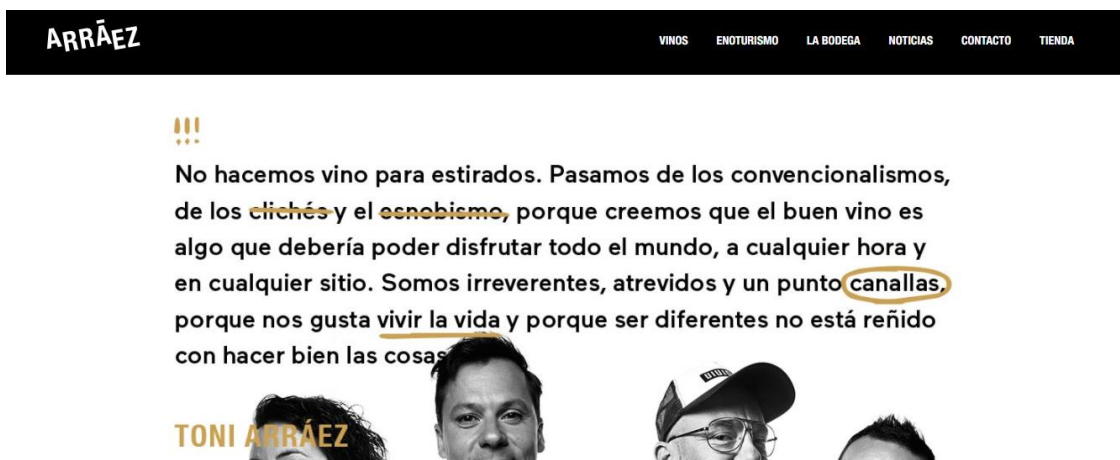 ARRÁEZ
VINOS ENOTURISMO LA BODEGA NOTICIAS CONTACTO TIENDA
!!!
No hacemos vino para estirados. Pasamos de los convencionalismos,
de los clichés y el esnobismo, porque creemos que el buen vino es
algo que debería poder disfrutar todo el mundo, a cualquier hora y
en cualquier sitio. Somos irreverentes, atrevidos y un punto canallas,
porque nos gusta vivir la vida y porque ser diferentes no está reñido
con hacer bien las cosas
TONI ARRÁEZ